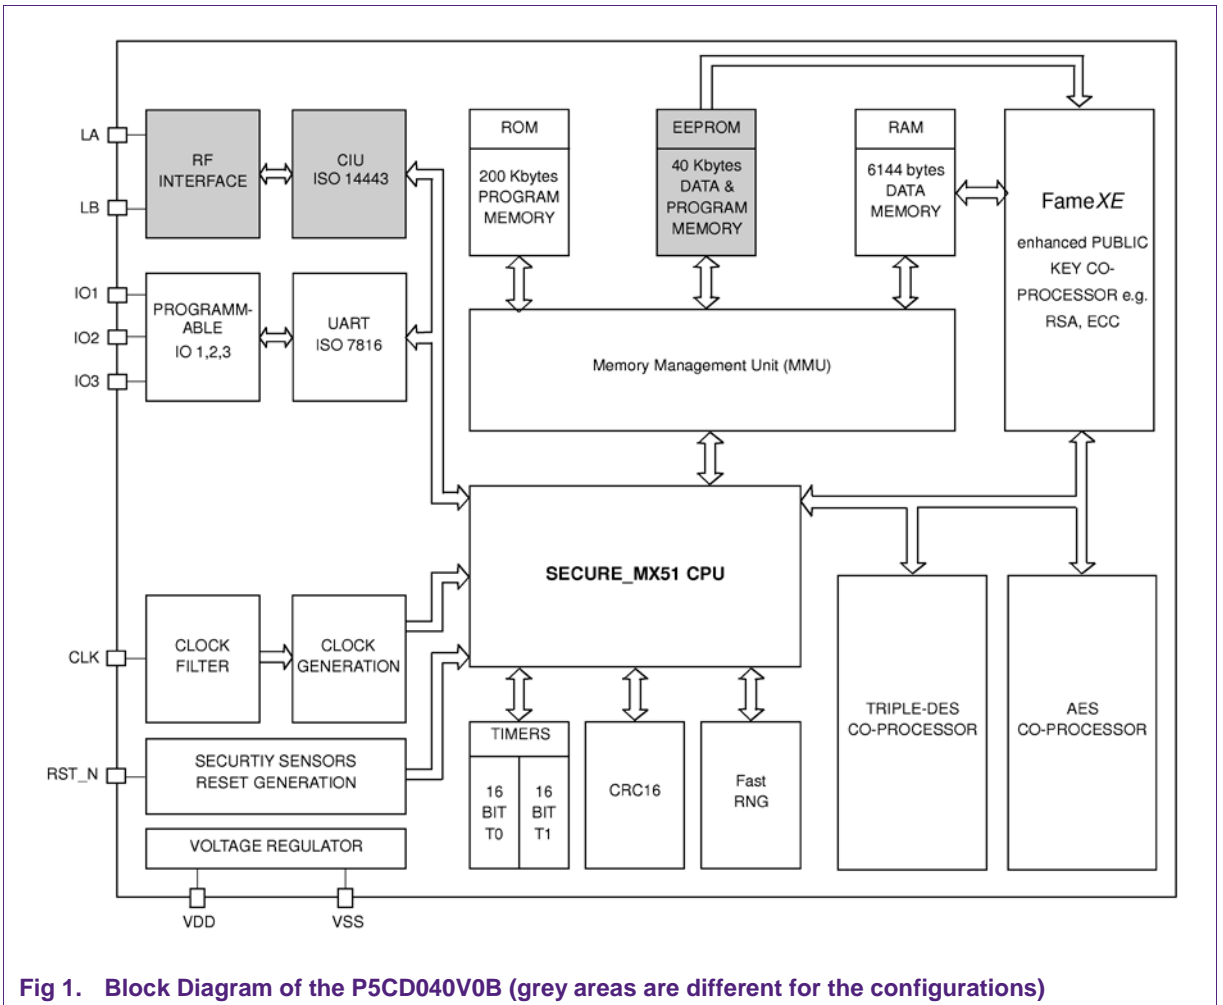 LA
LB
RF
INTERFACE
CIU
ISO 14443
ROM
200 Kbytes
PROGRAM
MEMORY
EEPROM
40 Kbytes
DATA &
PROGRAM
MEMORY
RAM
6144 bytes
DATA
MEMORY
FameXE
enhanced PUBLIC
KEY CO-
PROCESSOR e.g.
RSA, ECC
IO1
IO2
IO3
PROGRAMM-
ABLE
IO 1,2,3
UART
ISO 7816
Memory Management Unit (MMU)
SECURE_MX51 CPU
CLK
CLOCK
FILTER
CLOCK
GENERATION
RST_N
SECURTIY SENSORS
RESET GENERATION
VOLTAGE REGULATOR
VDD
VSS
TIMERS
16
BIT
T0
16
BIT
T1
CRC16
Fast
RNG
TRIPLE-DES
CO-PROCESSOR
AES
CO-PROCESSOR
Fig 1. Block Diagram of the P5CD040V0B (grey areas are different for the configurations)